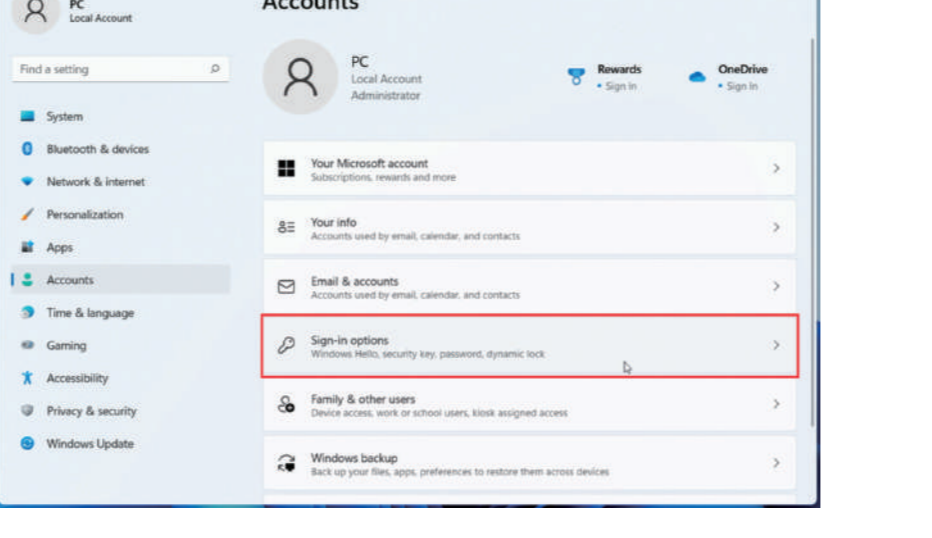 PC
Local Account
Find a setting
System
Bluetooth & devices
Network & internet
Personalization
Apps
Accounts
Time & language
Gaming
Accessibility
Privacy & security
Windows Update
Accounts
PC
Local Account
Administrator
Rewards
• Sign in
OneDrive
• Sign In
Your Microsoft account
Subscriptions, rewards and more
Your info
Accounts used by email, calendar, and contacts
Email & accounts
Accounts used by email, calendar, and contacts
Sign-in options
Windows Hello, security key, password, dynamic lock
Family & other users
Device access, work or school users, kiosk assigned access
Windows backup
Back up your files, apps, preferences to restore them across devices